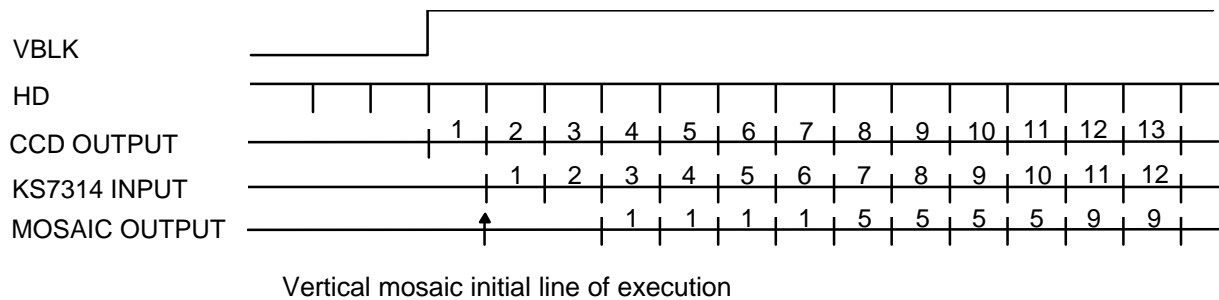 VBLK
HD
CCD OUTPUT 1 2 3 4 5 6 7 8 9 10 11 12 13
KS7314 INPUT 1 2 3 4 5 6 7 8 9 10 11 12
MOSAIC OUTPUT 1 1 1 1 5 5 5 5 9 9
Vertical mosaic initial line of execution